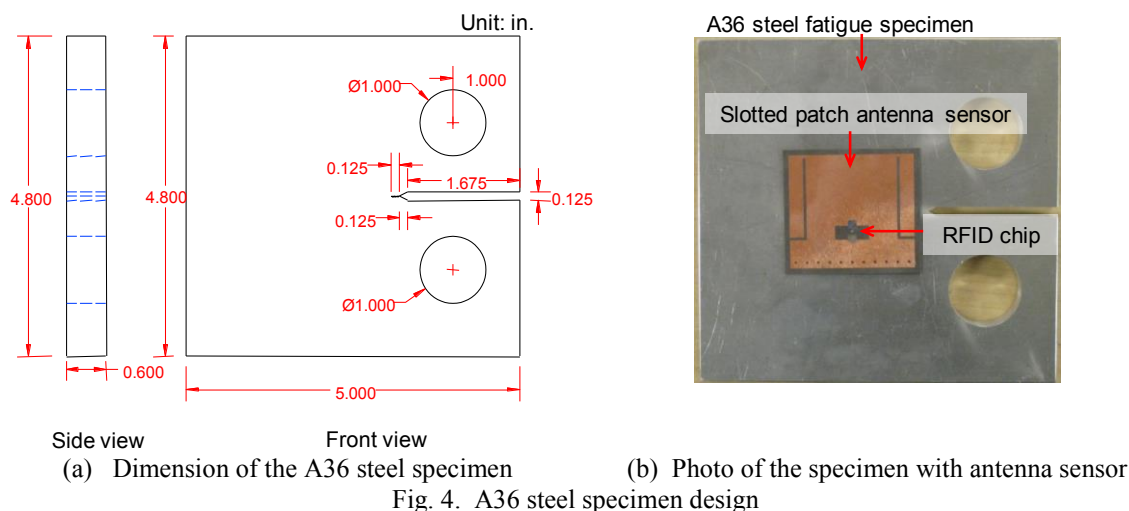 Unit: in.
A36 steel fatigue specimen
Ø1.000
1.000
Slotted patch antenna sensor
0.125
1.675
4.800
4.800
0.125
0.125
RFID chip
Ø1.000
0.600
5.000
Side view
Front view
(a) Dimension of the A36 steel specimen
(b) Photo of the specimen with antenna sensor
Fig. 4. A36 steel specimen design